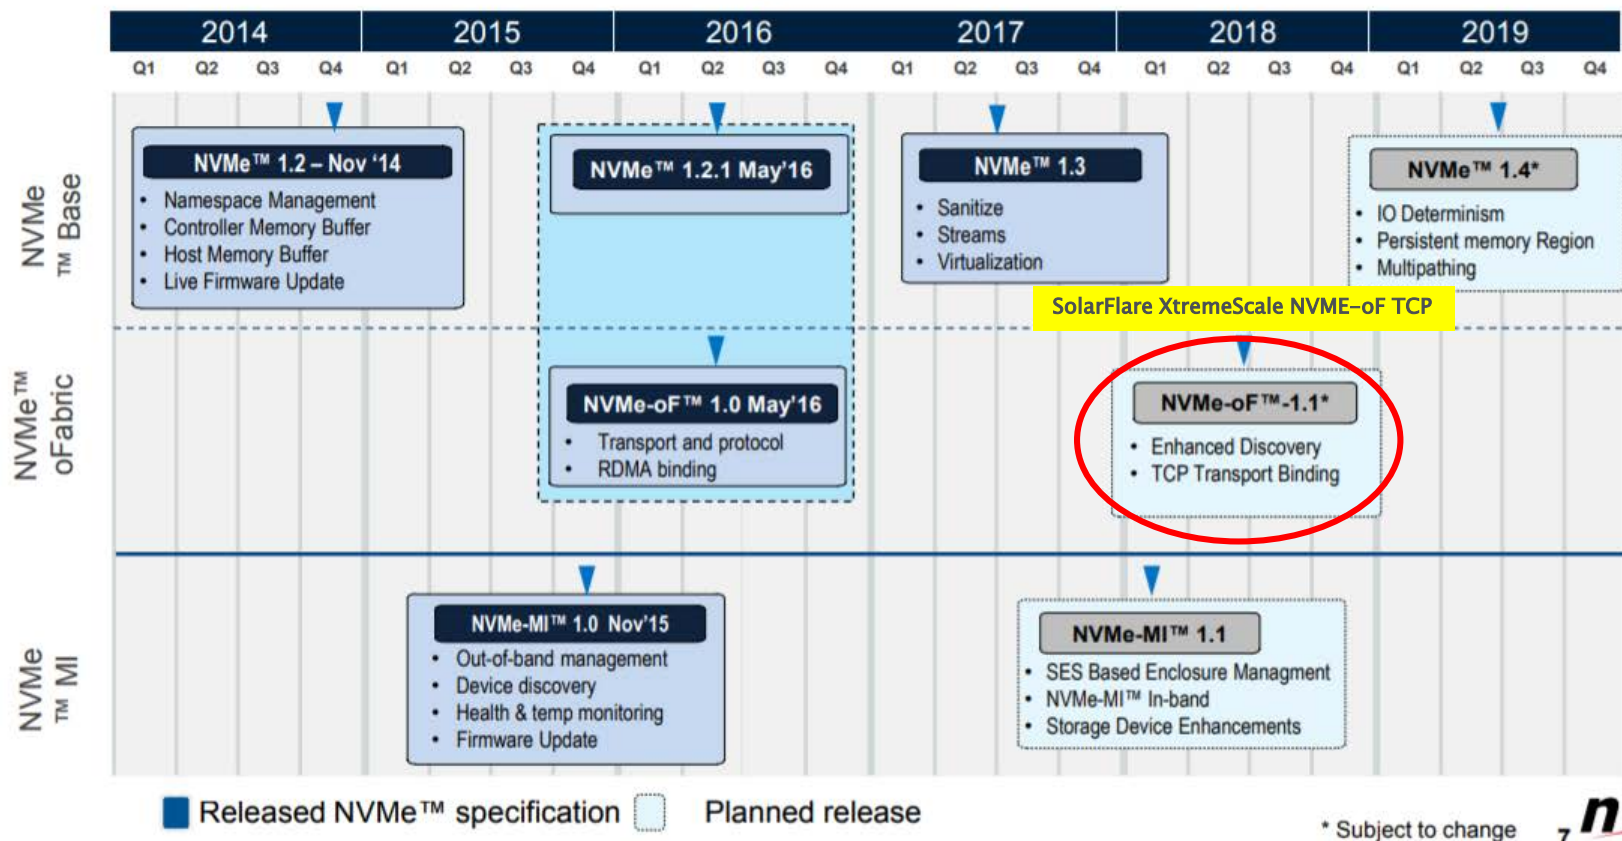 2014 2015 2016 2017 2018 2019
Q1 Q2 Q3 Q4 Q1 Q2 Q3 Q4 Q1 Q2 Q3 Q4 Q1 Q2 Q3 Q4 Q1 Q2 Q3 Q4 Q1 Q2 Q3 Q4
NVMe
™ Base
NVMe™ 1.2 – Nov ‘14
• Namespace Management
• Controller Memory Buffer
• Host Memory Buffer
• Live Firmware Update
NVMe™ 1.2.1 May’16
NVMe™ 1.3
• Sanitize
• Streams
• Virtualization
NVMe™ 1.4*
• IO Determism
• Persistent memory Region
• Multipathing
SolarFlare XtremeScale NVME–oF TCP
NVMe™
oFabric
NVMe-oF™ 1.0 May’16
• Transport and protocol
• RDMA binding
NVMe-oF™-1.1*
• Enhanced Discovery
• TCP Transport Binding
NVMe
™ MI
NVMe-MI™ 1.0 Nov’15
• Out-of-band management
• Device discovery
• Health & temp monitoring
• Firmware Update
NVMe-MI™ 1.1
• SES Based Enclosure Managment
• NVMe-MI™ In-band
• Storage Device Enhancements
Released NVMe™ specification
Planned release
* Subject to change
7
n